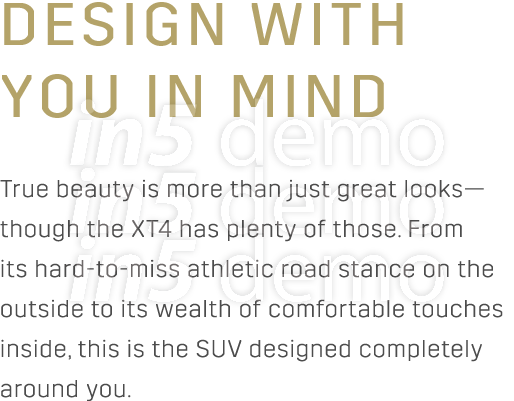 DESIGN WITH
YOU IN MIND
in5 demo
True beauty is more than just great looks—
in5 demo
though the XT4 has plenty of those. From
in5 demo
its hard-to-miss athletic road stance on the
outside to its wealth of comfortable touches
inside, this is the SUV designed completely
around you.